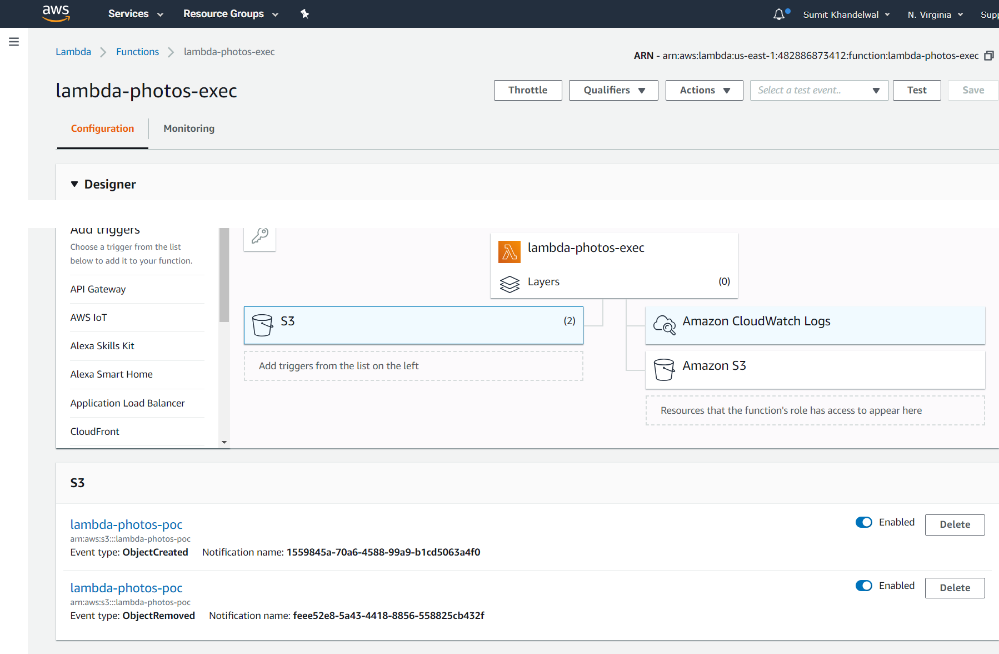 aws Services Resource Groups Sumit Khandelwal N. Virginia Supp
Lambda Functions lambda-photos-exec
ARN - arn:aws:lambda:us-east-1:482886873412:function:lambda-photos-exec
lambda-photos-exec
Throttle Qualifiers Actions Select a test event.. Test Save
Configuration Monitoring
Designer
Add triggers
Choose a trigger from the list
below to add it to your function.
API Gateway
AWS IoT
Alexa Skills Kit
Alexa Smart Home
Application Load Balancer
CloudFront
lambda-photos-exec
Layers (0)
S3 (2)
Add triggers from the list on the left
Amazon CloudWatch Logs
Amazon S3
Resources that the function's role has access to appear here
S3
lambda-photos-poc Enabled Delete
arn:aws:s3:::lambda-photos-poc
Event type: ObjectCreated Notification name: 1559845a-70a6-4588-99a9-b1cd5063a4f0
lambda-photos-poc Enabled Delete
arn:aws:s3:::lambda-photos-poc
Event type: ObjectRemoved Notification name: feee52e8-5a43-4418-8856-558825cb432f